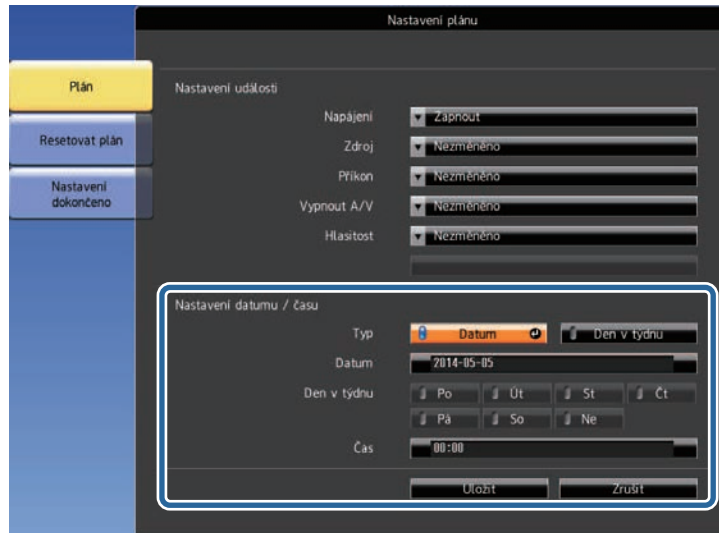 Nastavení plánu
Plán
Resetovat plán
Nastavení
dokončeno
Nastavení události
Napájení Zapnout
Zdroj Nezměněno
Příkon Nezměněno
Vypnout A/V Nezměněno
Hlasitost Nezměněno
Nastavení datumu / času
Typ Datum Den v týdnu
Datum 2014-05-05
Den v týdnu Po Út St Čt
Pá So Ne
Čas 00:00
Uložit Zrušit